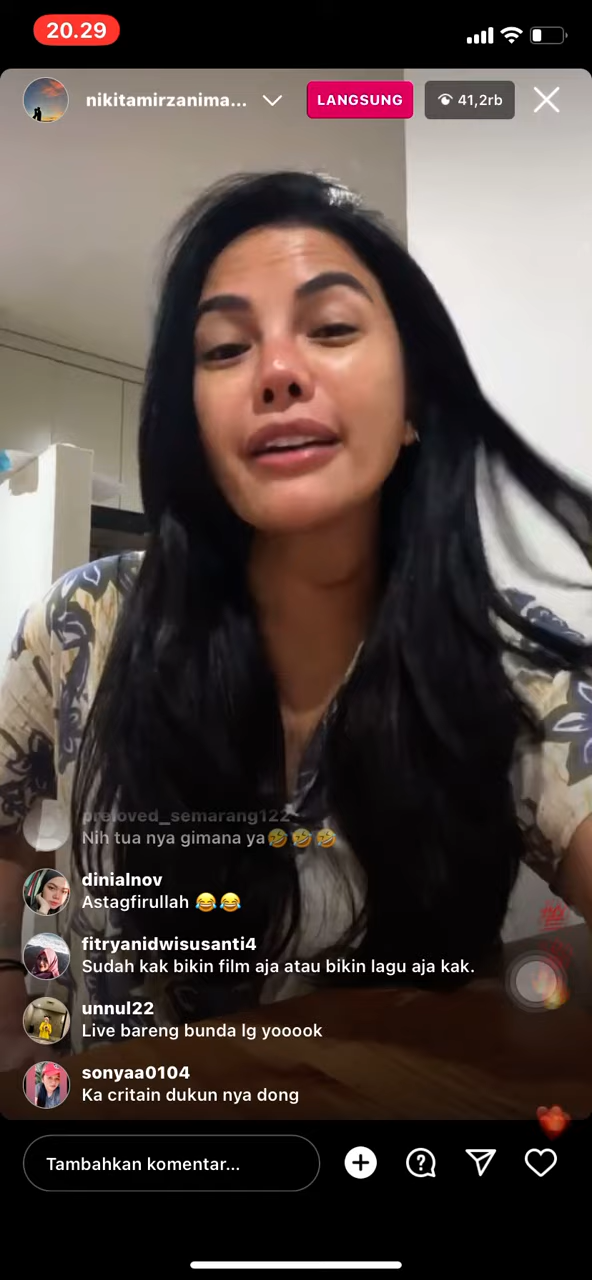 20.29
nikitamirzanima... LANGSUNG 41,2rb
preloved_semarang122
Nih tua nya gimana ya🤣🤣🤣
dinialnov
Astagfirullah 😂😂
fitryanidwisusanti4
Sudah kak bikin film aja atau bikin lagu aja kak.
unnul22
Live bareng bunda lg yooook
sonyaa0104
Ka critain dukun nya dong
Tambahkan komentar...